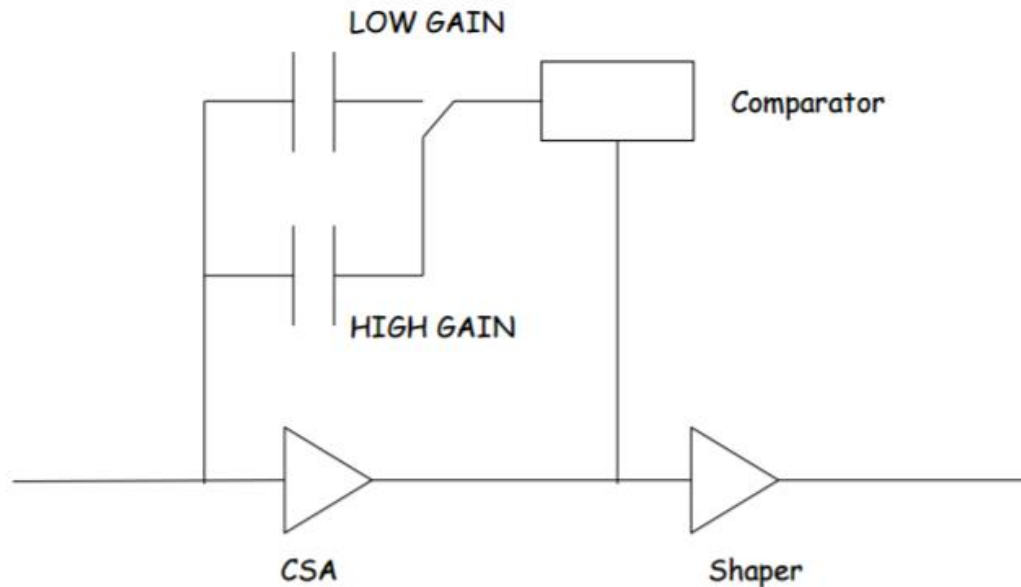 LOW GAIN
Comparator
HIGH GAIN
CSA
Shaper